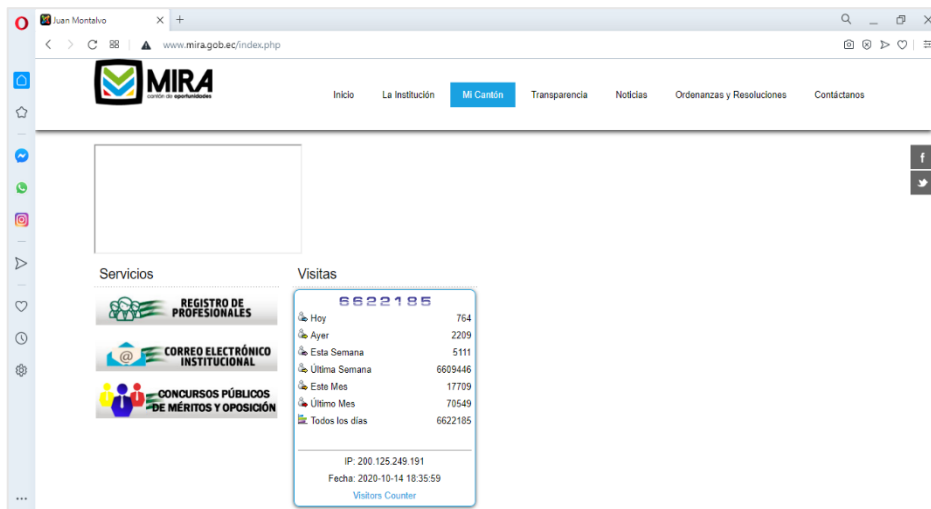 Juan Montalvo
www.mira.gob.ec/index.php
MIRA
cantón de oportunidades
Inicio La Institución Mi Cantón Transparencia Noticias Ordenanzas y Resoluciones Contáctanos
Servicios
REGISTRO DE
PROFESIONALES
CORREO ELECTRÓNICO
INSTITUCIONAL
CONCURSOS PÚBLICOS
DE MÉRITOS Y OPOSICIÓN
Visitas
6622185
Hoy 764
Ayer 2209
Esta Semana 5111
Última Semana 6609446
Este Mes 17709
Último Mes 70549
Todos los días 6622185
IP: 200.125.249.191
Fecha: 2020-10-14 18:35:59
Visitors Counter